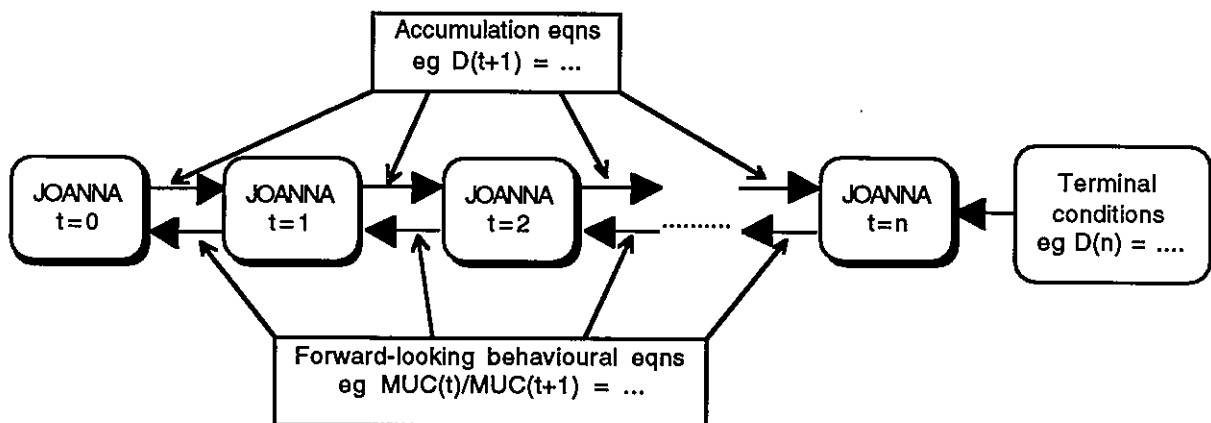 Accumulation eqns
eg D(t+1) = ...
JOANNA
t=0
JOANNA
t=1
JOANNA
t=2
JOANNA
t=n
Terminal
conditions
eg D(n) = ....
Forward-looking behavioural eqns
eg MUC(t)/MUC(t+1) = ...